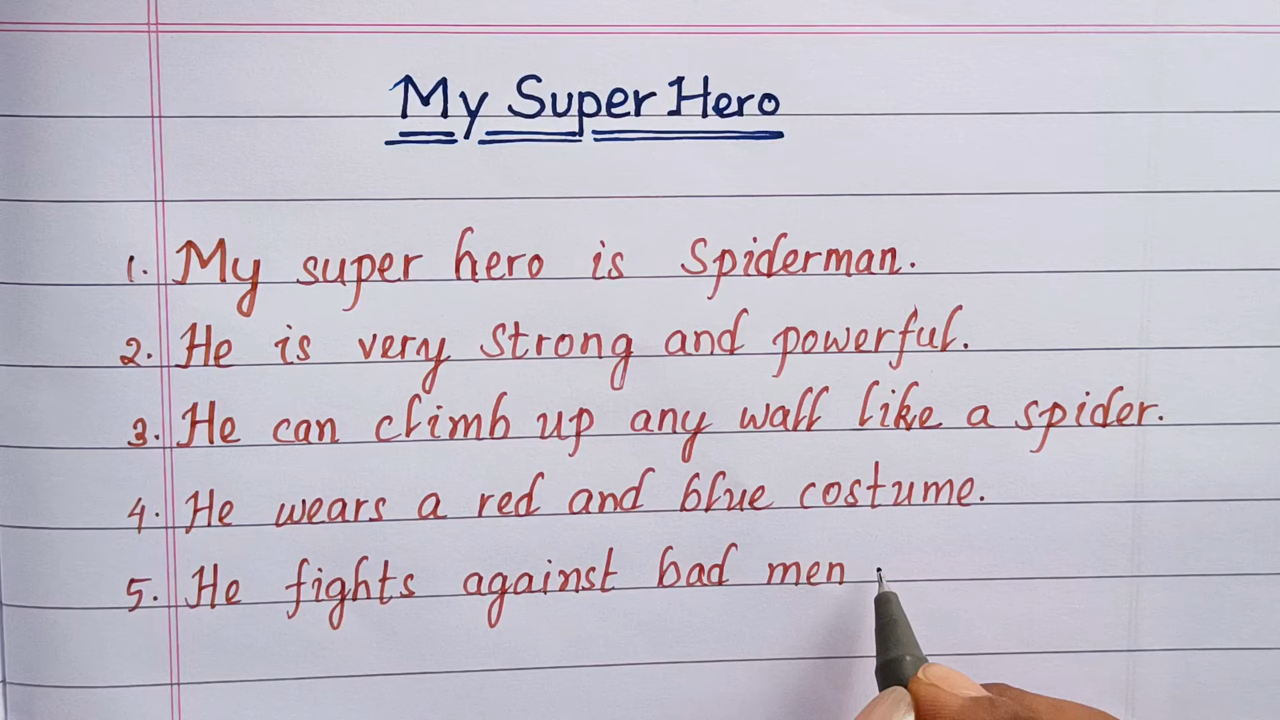 My Super Hero
1. My super hero is Spiderman.
2. He is very strong and powerful.
3. He can climb up any wall like a spider.
4. He wears a red and blue costume.
5. He fights against bad men